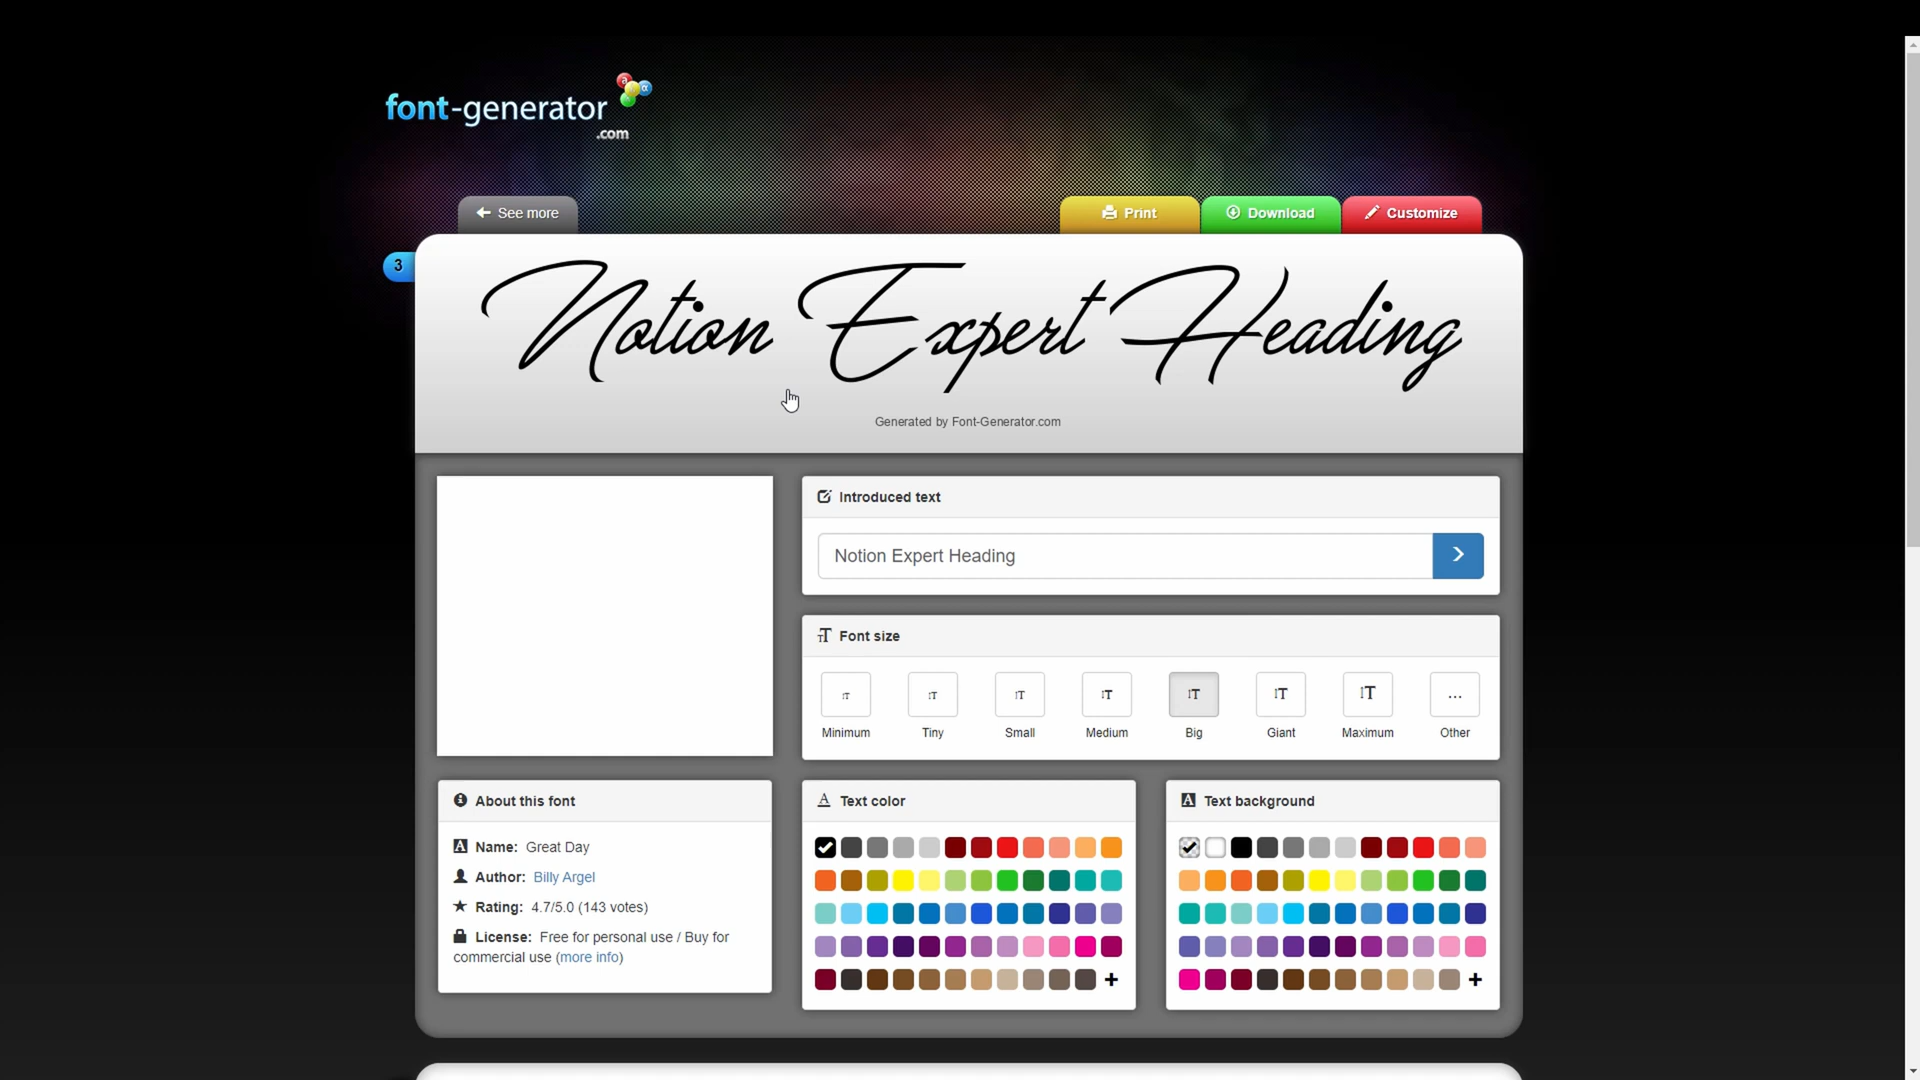 font-generator
.com
See more
Print
Download
Customize
3
Notion Expert Heading
Generated by Font-Generator.com
Introduced text
Notion Expert Heading
Font size
Minimum
Tiny
Small
Medium
Big
Giant
Maximum
Other
About this font
Name: Great Day
Author: Billy Argel
Rating: 4.7/5.0 (143 votes)
License: Free for personal use / Buy for
commercial use (more info)
Text color
Text background